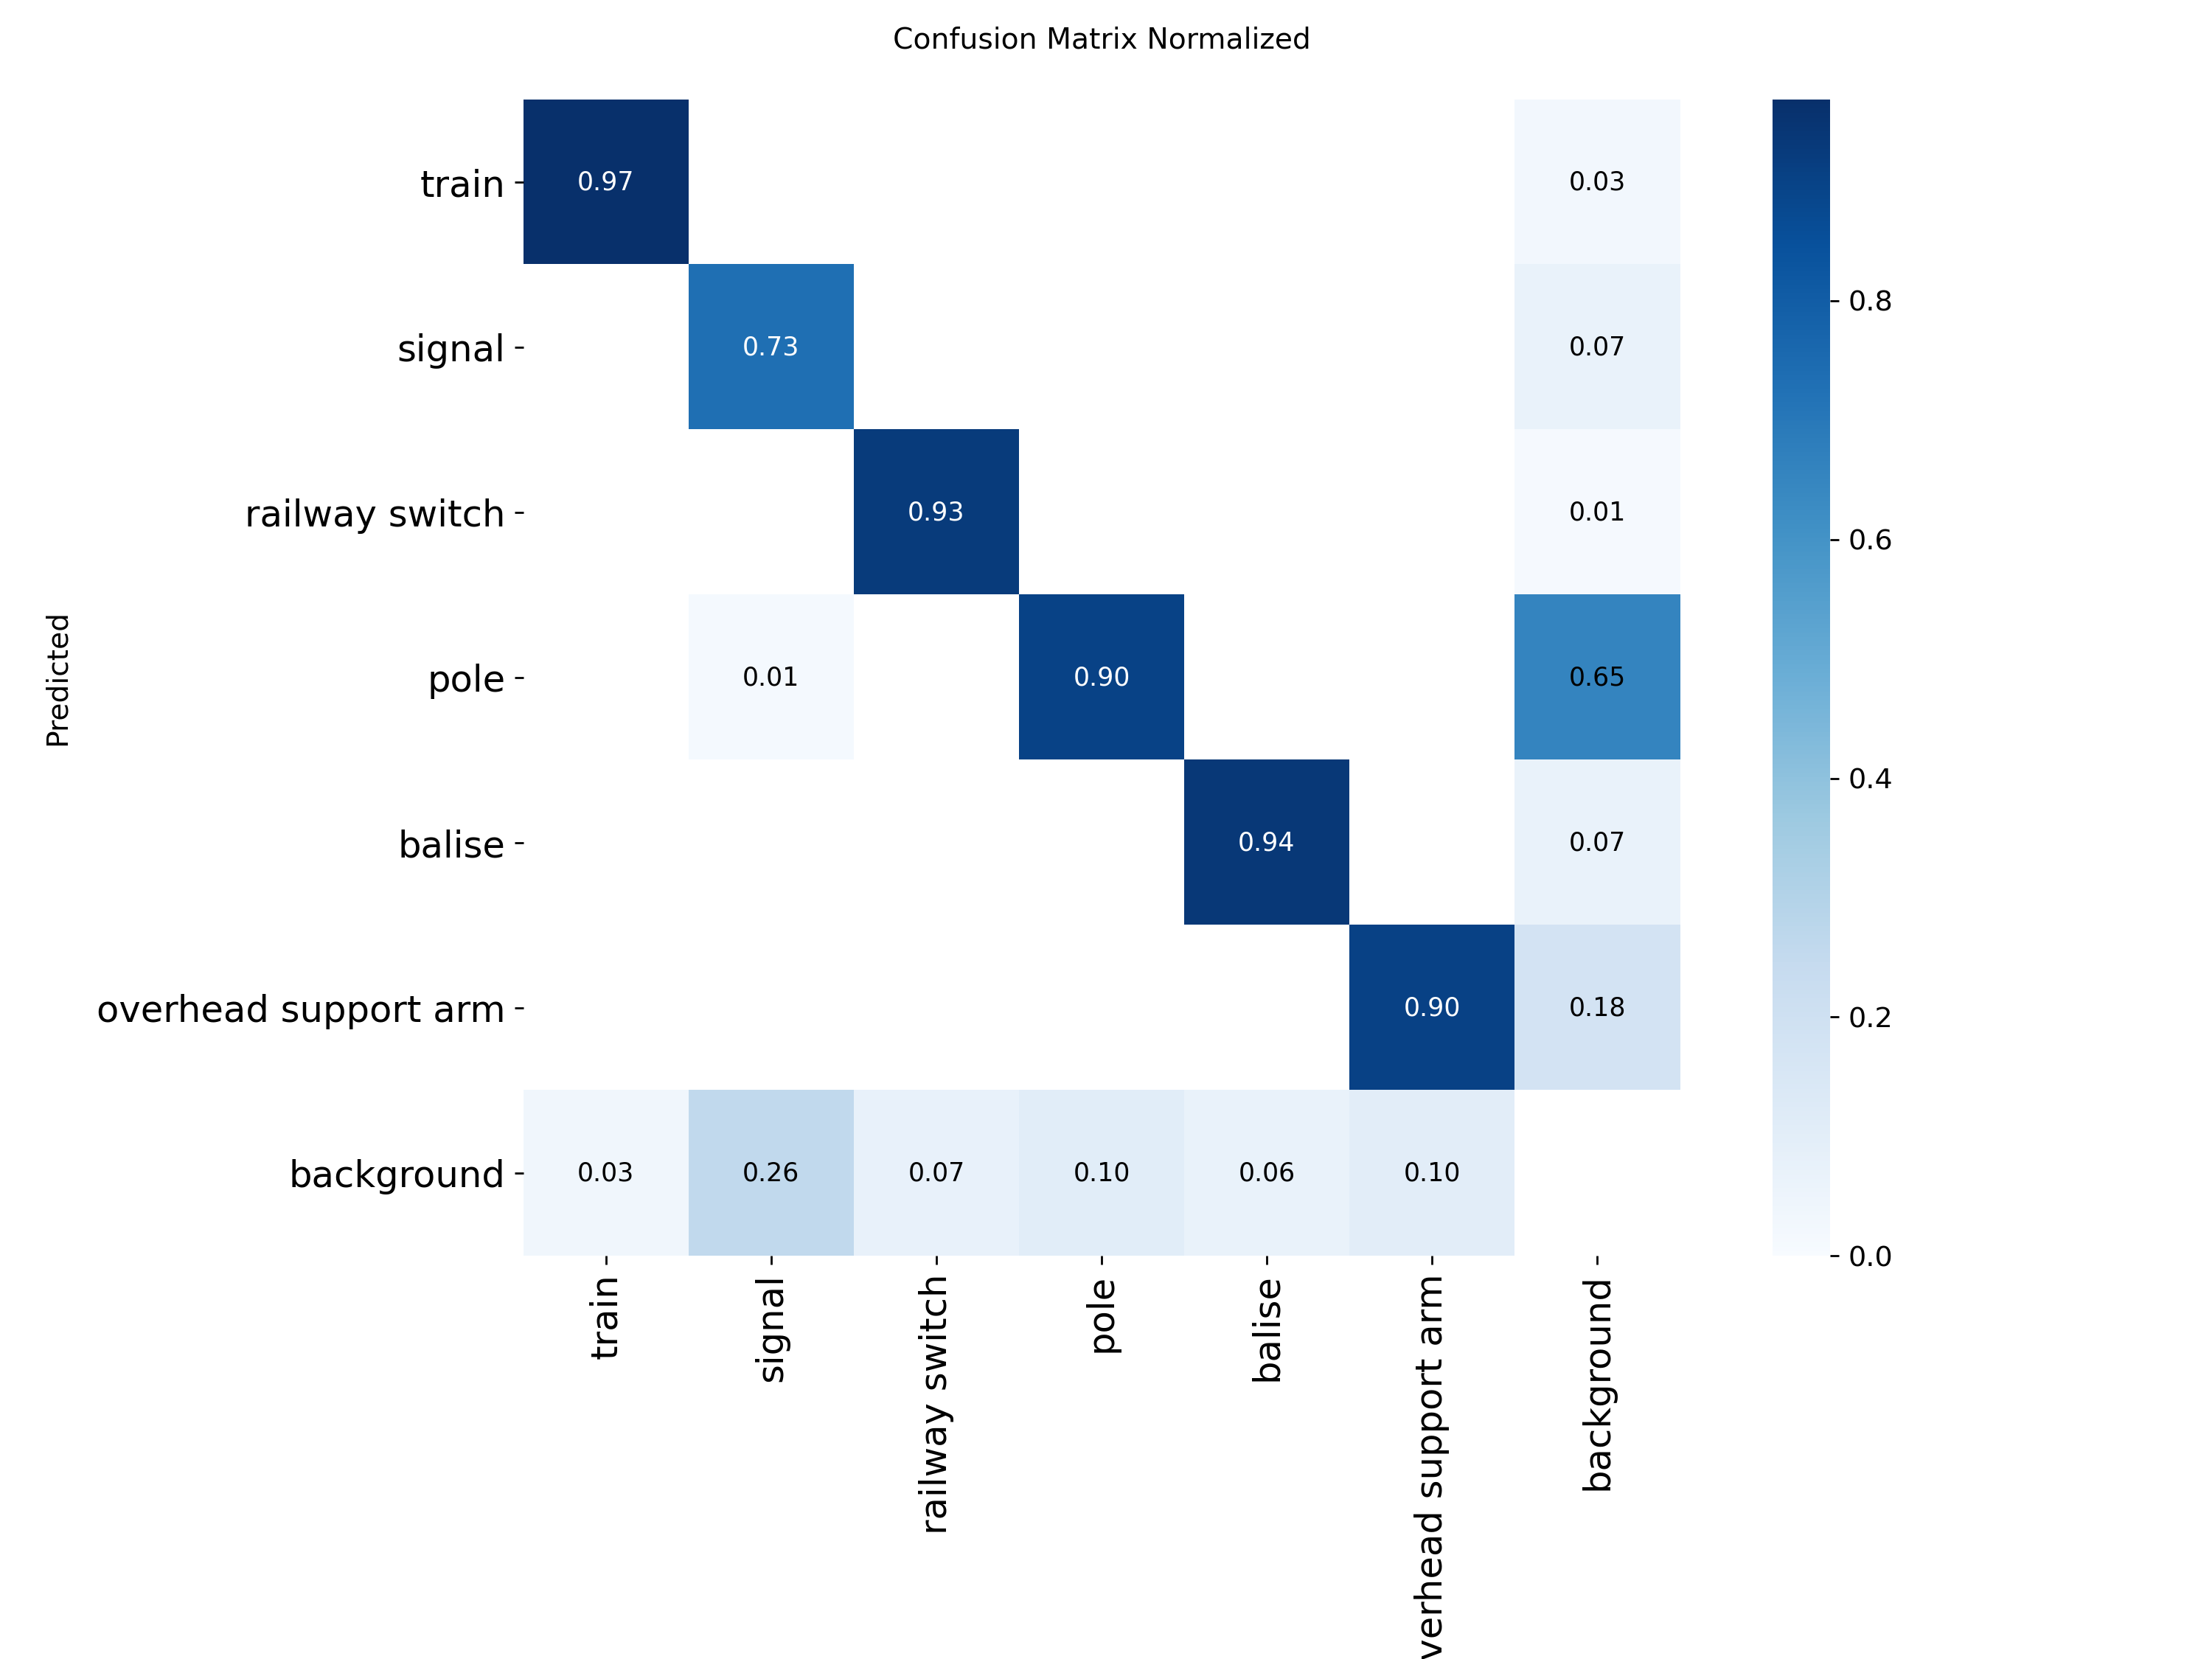 Confusion Matrix Normalized
train
0.97
0.03
signal
0.73
0.07
0.8
railway switch
0.93
0.01
0.6
Predicted
pole
0.01
0.90
0.65
0.4
balise
0.94
0.07
overhead support arm
0.90
0.18
0.2
background
0.03
0.26
0.07
0.10
0.06
0.10
0.0
train
signal
railway switch
pole
balise
verhead support arm
background